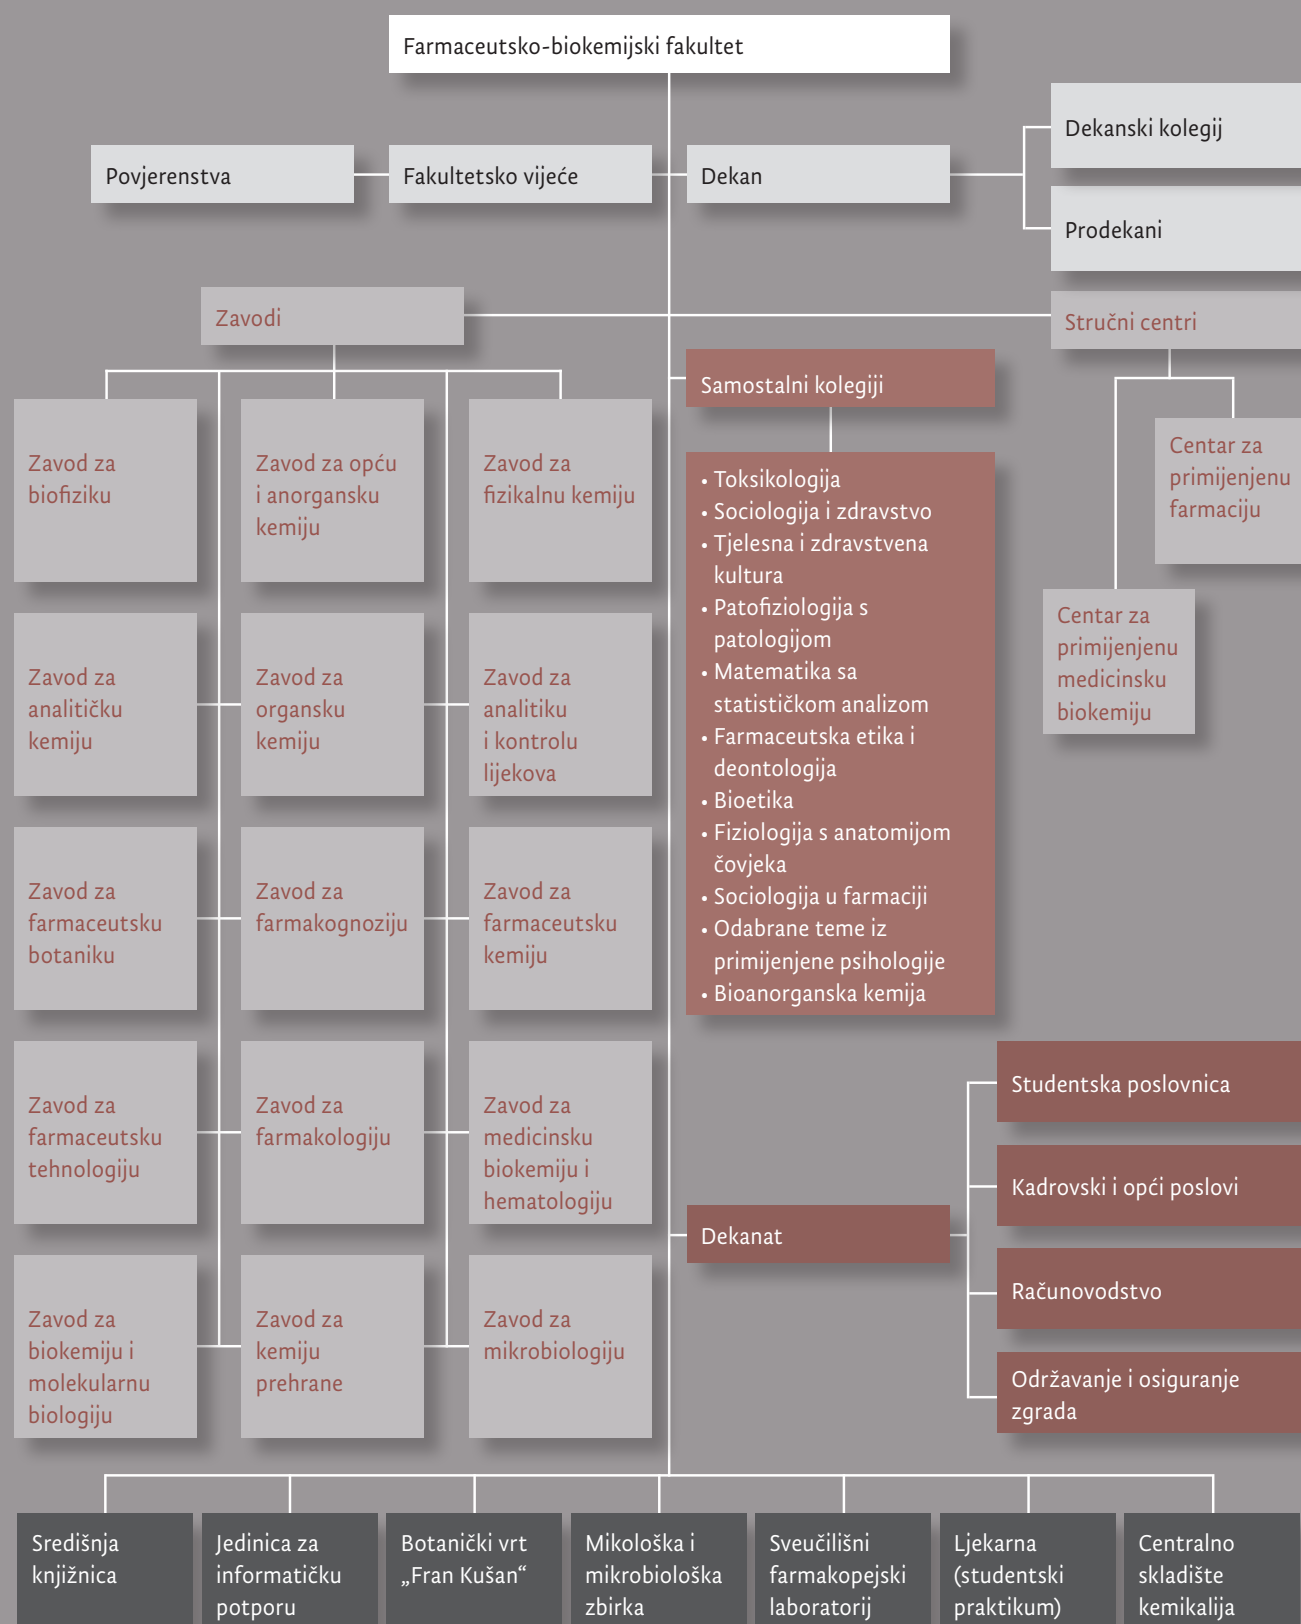 Farmaceutsko-biokemijski fakultet
Dekanski kolegij
Povjerenstva
Fakultetsko vijeće
Dekan
Prodekani
Zavodi
Stručni centri
Samostalni kolegiji
Centar za
primijenjenu
farmaciju
Centar za
primijenjenu
medicinsku
biokemiju
Zavod za
biofiziku
Zavod za opću
i anorgansku
kemiju
Zavod za
fizikalnu kemiju
Zavod za
analitičku
kemiju
Zavod za
organsku
kemiju
Zavod za
analitiku
i kontrolu
lijekova
Zavod za
farmaceutsku
botaniku
Zavod za
farmakognoziju
Zavod za
farmaceutsku
kemiju
Zavod za
farmaceutsku
tehnologiju
Zavod za
farmakologiju
Zavod za
medicinsku
biokemiju i
hematologiju
Zavod za
biokemiju i
molekularnu
biologiju
Zavod za
kemiju
prehrane
Zavod za
mikrobiologiju
• Toksikologija
• Sociologija i zdravstvo
• Tjelesna i zdravstvena
kultura
• Patofiziologija s
patologijom
• Matematika sa
statističkom analizom
• Farmaceutska etika i
deontologija
• Bioetika
• Fiziologija s anatomijom
čovjeka
• Sociologija u farmaciji
• Odabrane teme iz
primijenjene psihologije
• Bioanorganska kemija
Dekanat
Studentska poslovnica
Kadrovski i opći poslovi
Računovodstvo
Održavanje i osiguranje
zgrada
Središnja
knjižnica
Jedinica za
informatičku
potporu
Botanički vrt
„Fran Kušan“
Mikološka i
mikrobiološka
zbirka
Sveučilišni
farmakopejski
laboratorij
Ljekarna
(studentski
praktikum)
Centralno
skladište
kemikalija